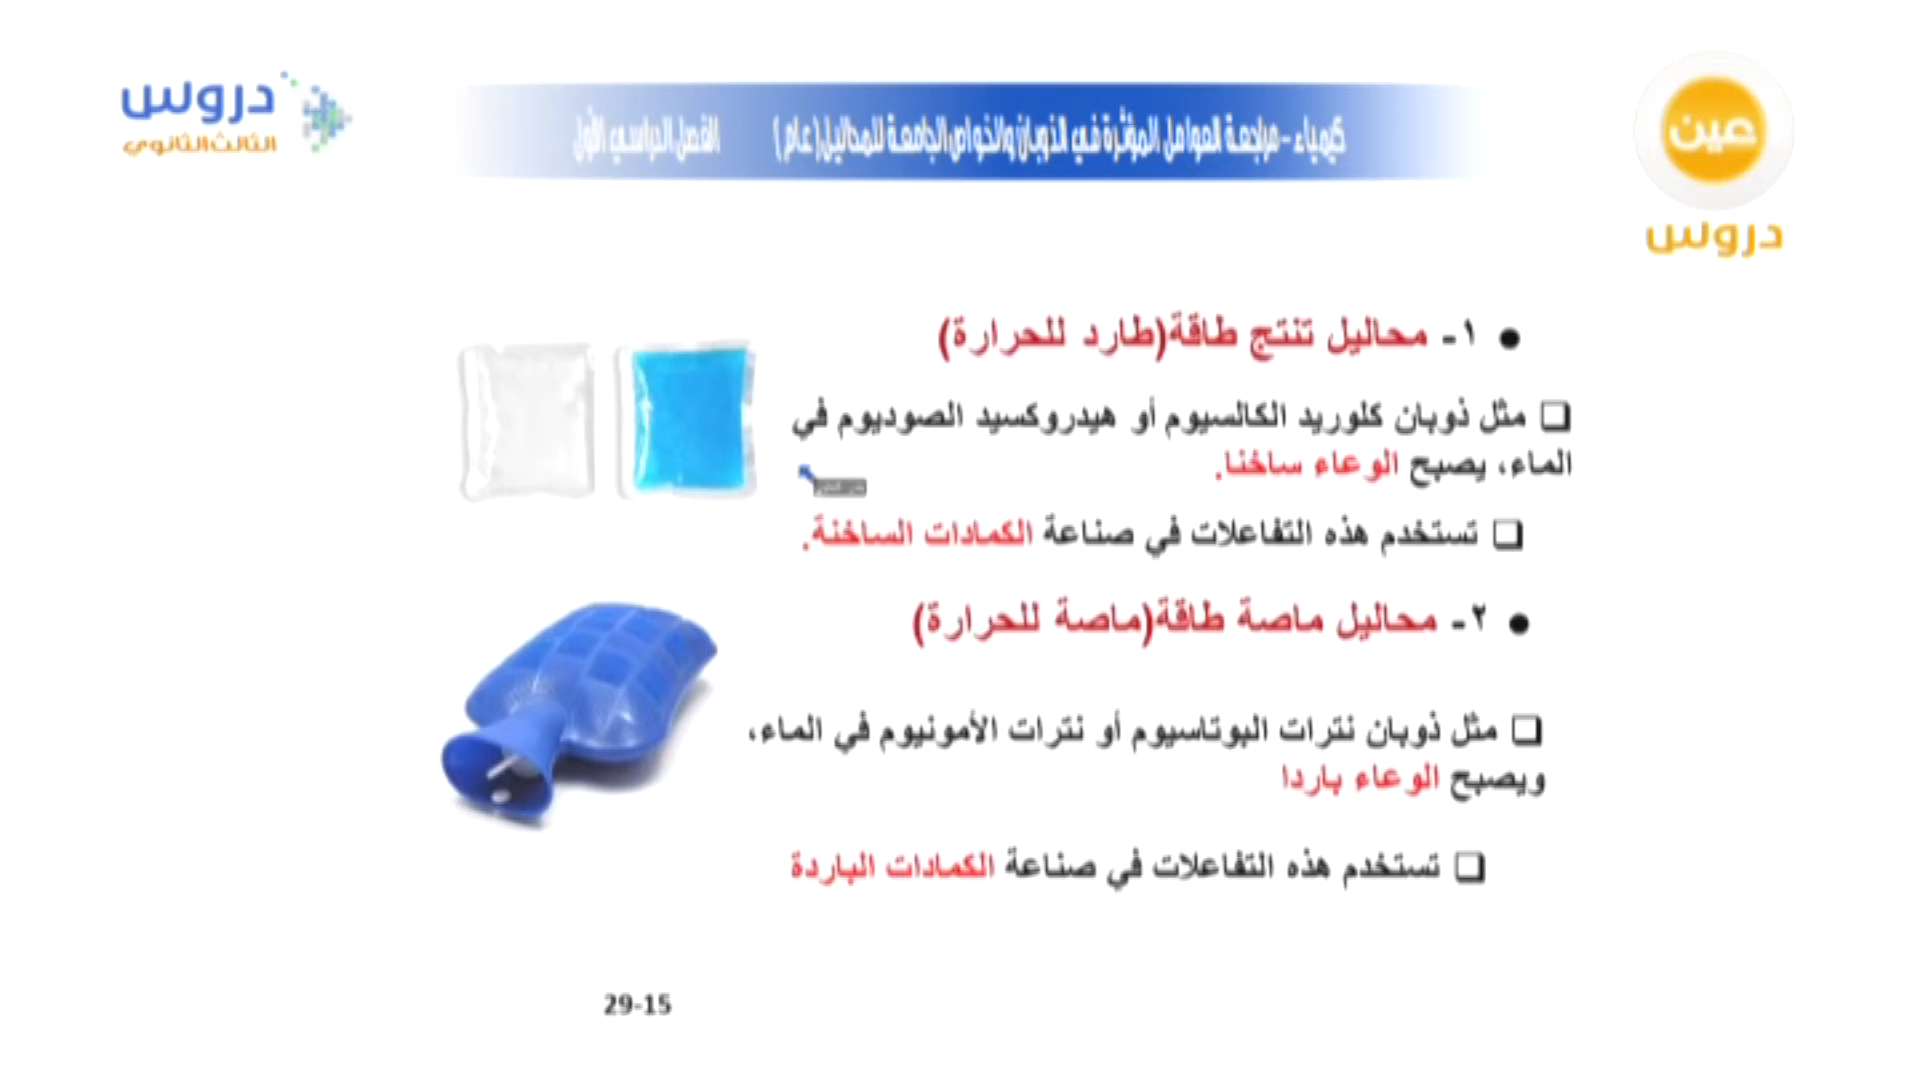 دروس
الثالث الثانوي
كيمياء - مراجعة العوامل المؤثرة في الذوبان والخواص الجامعة للمحاليل (عام) الفصل الدراسي الأول
عين
دروس
١- محاليل تنتج طاقة(طارد للحرارة)
مثل ذوبان كلوريد الكالسيوم أو هيدروكسيد الصوديوم في
الماء، يصبح الوعاء ساخنا.
تستخدم هذه التفاعلات في صناعة الكمادات الساخنة.
٢- محاليل ماصة طاقة(ماصة للحرارة)
مثل ذوبان نترات البوتاسيوم أو نترات الأمونيوم في الماء،
ويصبح الوعاء باردا
تستخدم هذه التفاعلات في صناعة الكمادات الباردة
29-15